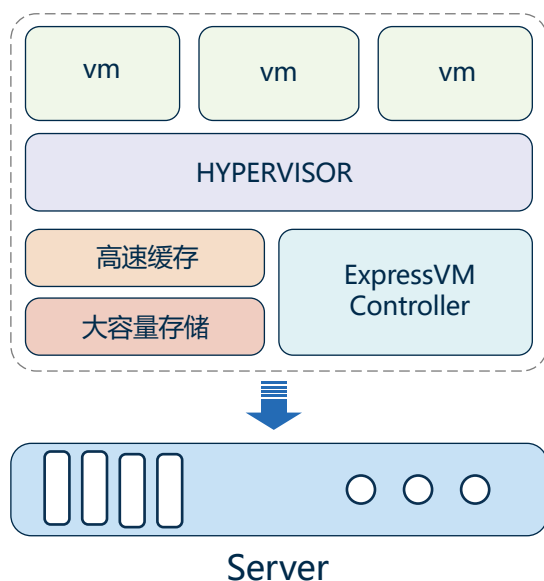 vm
vm
vm
HYPERVISOR
高速缓存
大容量存储
ExpressVM
Controller
Server